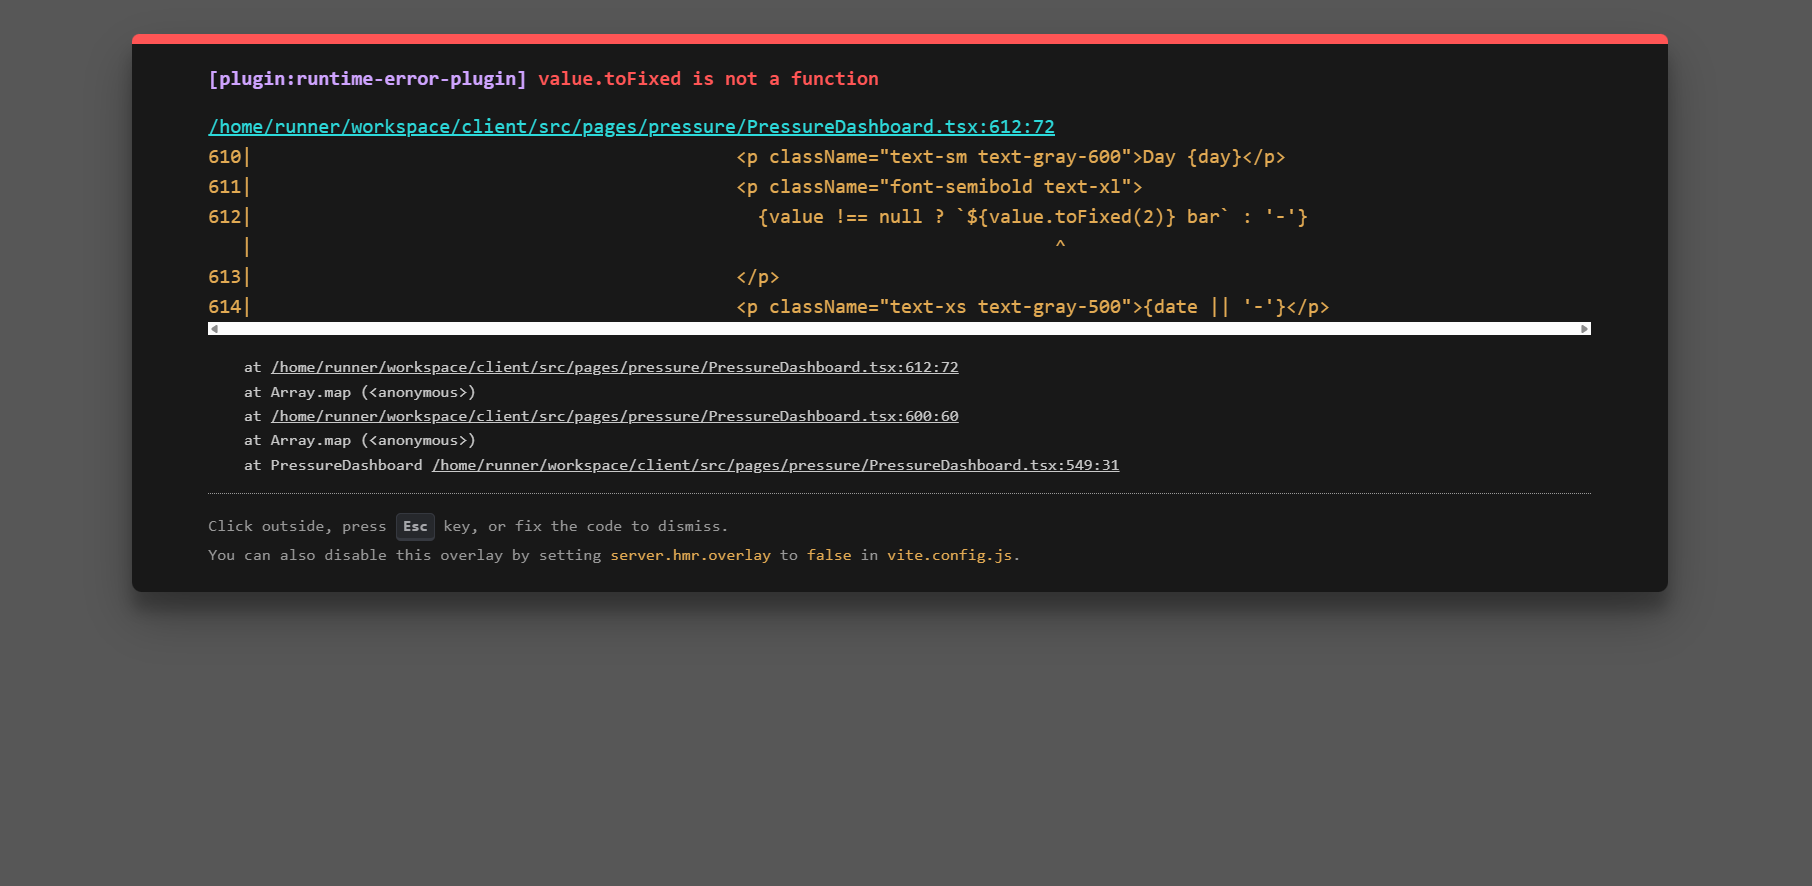 [plugin:runtime-error-plugin] value.toFixed is not a function
/home/runner/workspace/client/src/pages/pressure/PressureDashboard.tsx:612:72
610|                                            <p className="text-sm text-gray-600">Day {day}</p>
611|                                            <p className="font-semibold text-xl">
612|                                              {value !== null ? `${value.toFixed(2)} bar` : '-'}
   |                                                                         ^
613|                                            </p>
614|                                            <p className="text-xs text-gray-500">{date || '-'}</p>
at /home/runner/workspace/client/src/pages/pressure/PressureDashboard.tsx:612:72
at Array.map (<anonymous>)
at /home/runner/workspace/client/src/pages/pressure/PressureDashboard.tsx:600:60
at Array.map (<anonymous>)
at PressureDashboard /home/runner/workspace/client/src/pages/pressure/PressureDashboard.tsx:549:31
Click outside, press Esc key, or fix the code to dismiss.
You can also disable this overlay by setting server.hmr.overlay to false in vite.config.js.